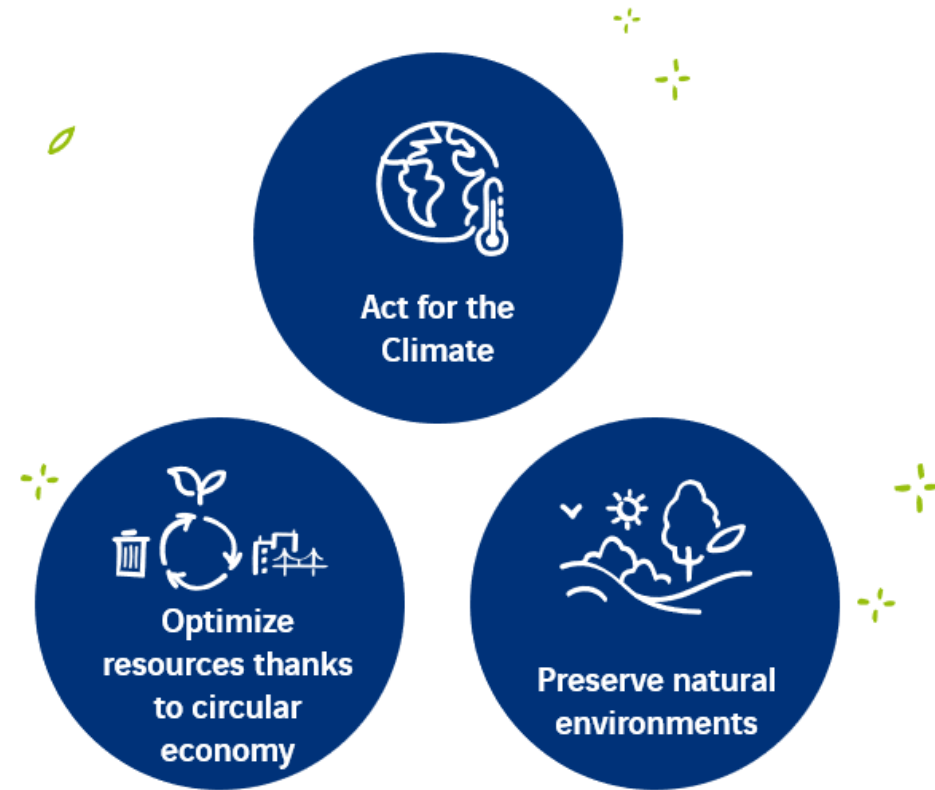 Act for the
Climate
Optimize
resources thanks
to circular
economy
Preserve natural
environments